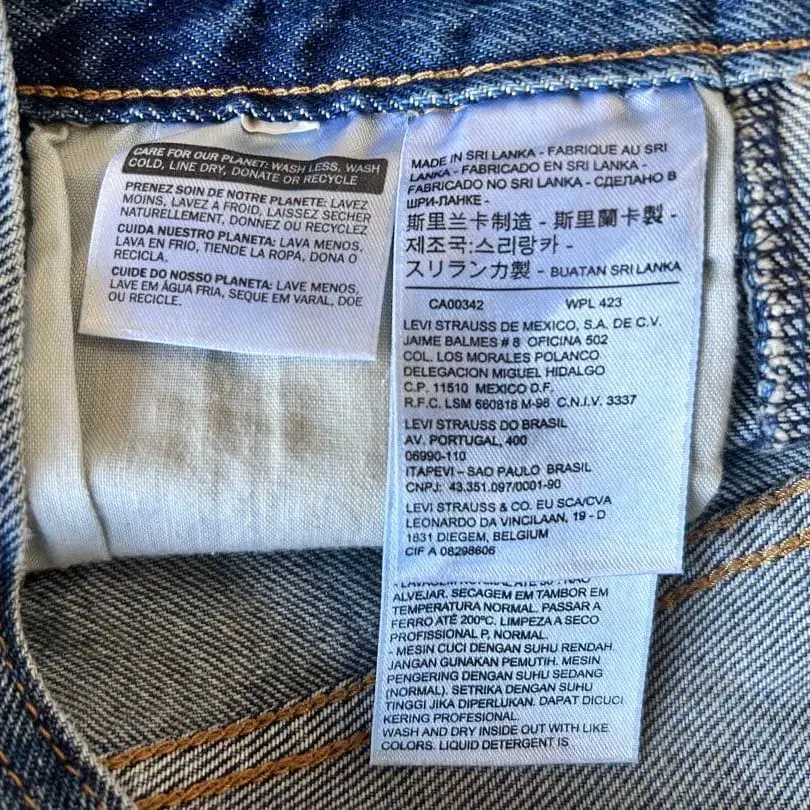 CARE FOR OUR PLANET: WASH LESS, WASH
COLD, LINE DRY, DONATE OR RECYCLE
PRENEZ SOIN DE NOTRE PLANETE: LAVEZ
MOINS, LAVEZ A FROID, LAISSEZ SECHER
NATURELLEMENT. DONNEZ OU RECYCLEZ
CUIDA NUESTRO PLANETA: LAVA MENOS,
LAVA EN FRIO, TIENDE LA ROPA, DONA O
RECICLA.
CUIDE DO NOSSO PLANETA: LAVE MENOS,
LAVE EM ÁGUA FRIA, SEQUE EM VARAL, DOE
OU RECICLE.
MADE IN SRI LANKA - FABRIQUE AU SRI
LANKA - FABRICADO EN SRI LANKA -
FABRICADO NO SRI LANKA - СДЕЛАНО В
ШРИ-ЛАНКЕ -
斯里兰卡制造 - 斯里蘭卡製 -
제조국:스리랑카 -
スリランカ製 - BUATAN SRI LANKA
CA00342 WPL 423
LEVI STRAUSS DE MEXICO, S.A. DE C.V.
JAIME BALMES # 8 OFICINA 502
COL. LOS MORALES POLANCO
DELEGACION MIGUEL HIDALGO
C.P. 11510 MEXICO D.F.
R.F.C. LSM 660818 M-98 C.N.I.V. 3337
LEVI STRAUSS DO BRASIL
AV. PORTUGAL, 400
06990-110
ITAPEVI – SAO PAULO BRASIL
CNPJ: 43.351.097/0001-90
LEVI STRAUSS & CO. EU SCA/CVA
LEONARDO DA VINCILAAN, 19 - D
1831 DIEGEM, BELGIUM
CIF A 08298606
ALVEJAR. SECAGEM EM TAMBOR EM
TEMPERATURA NORMAL. PASSAR A
FERRO ATÉ 200ºC. LIMPEZA A SECO
PROFISSIONAL P, NORMAL.
- MESIN CUCI DENGAN SUHU RENDAH.
JANGAN GUNAKAN PEMUTIH. MESIN
PENGERING DENGAN SUHU SEDANG
(NORMAL). SETRIKA DENGAN SUHU
TINGGI JIKA DIPERLUKAN. DAPAT DICUCI
KERING PROFESIONAL.
WASH AND DRY INSIDE OUT WITH LIKE
COLORS. LIQUID DETERGENT IS